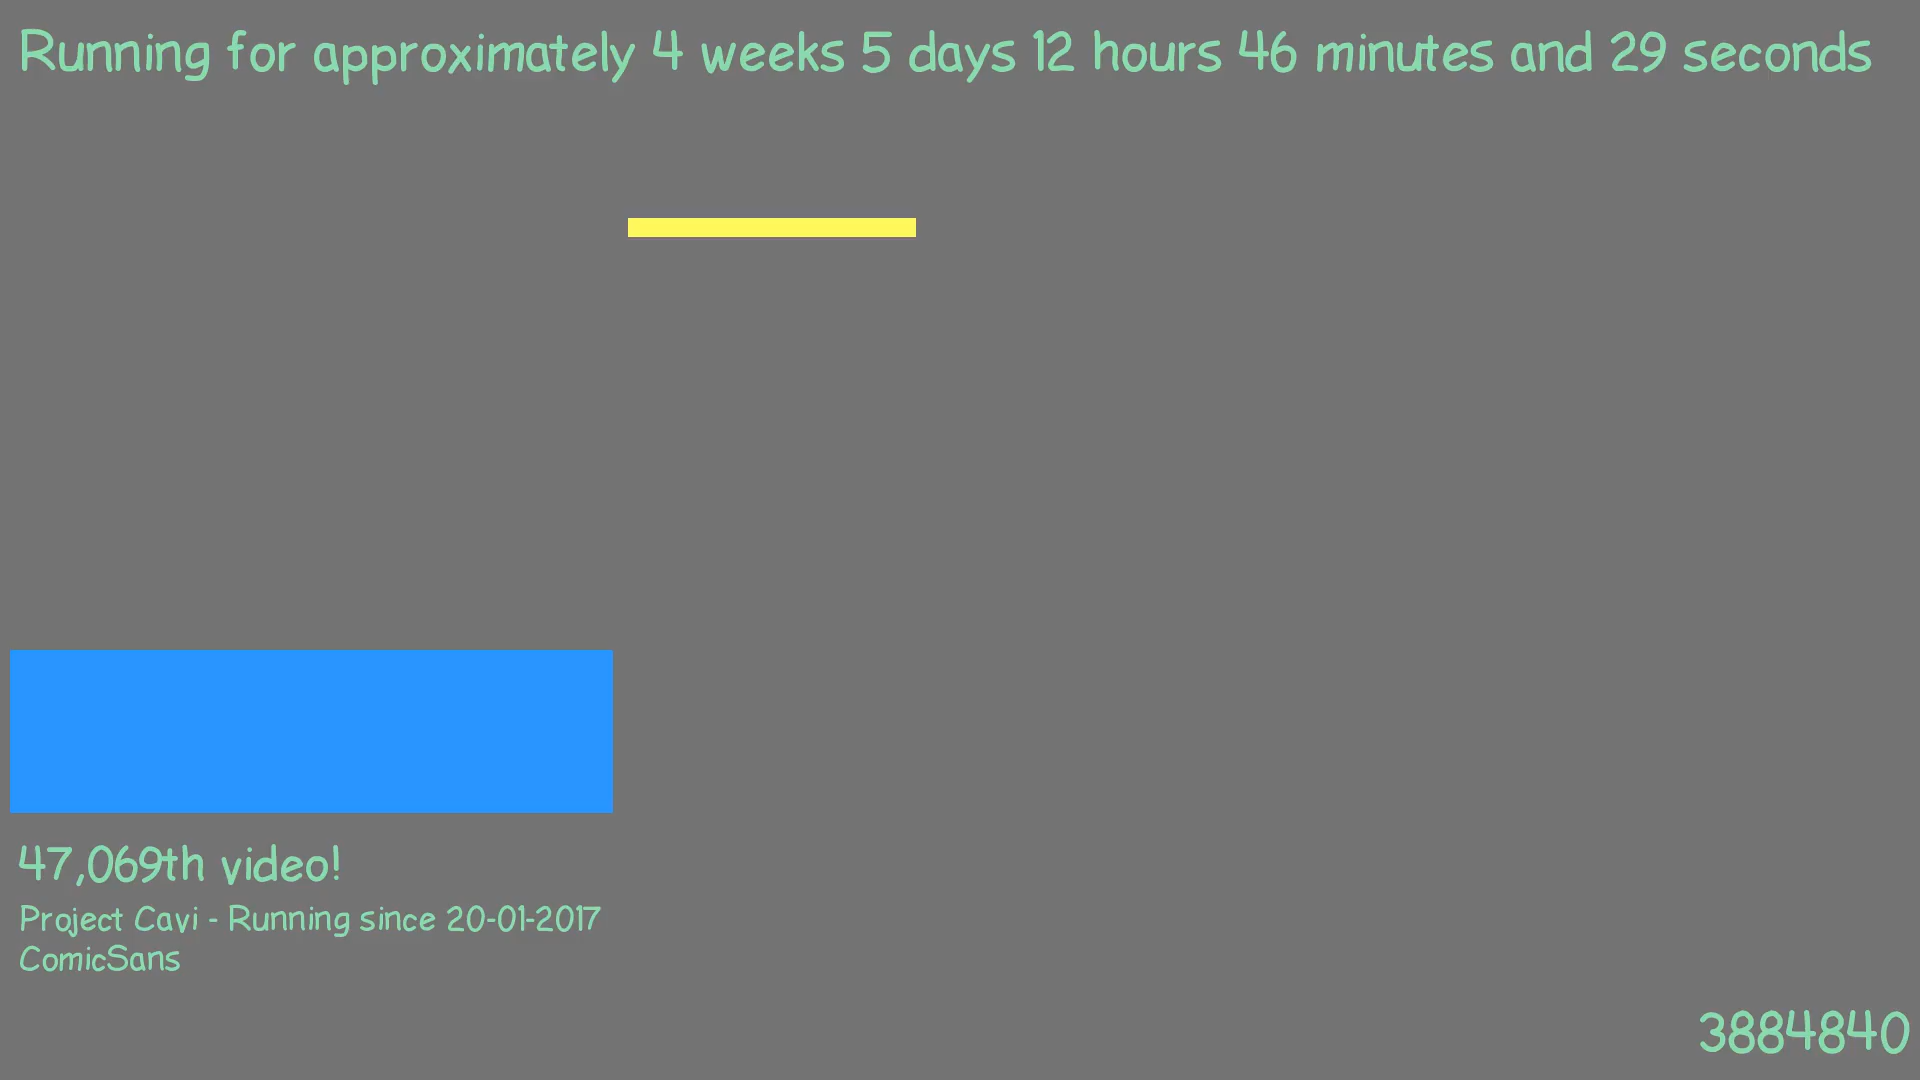 Running for approximately 4 weeks 5 days 12 hours 46 minutes and 29 seconds
47,069th video!
Project Cavi - Running since 20-01-2017
ComicSans
3884840